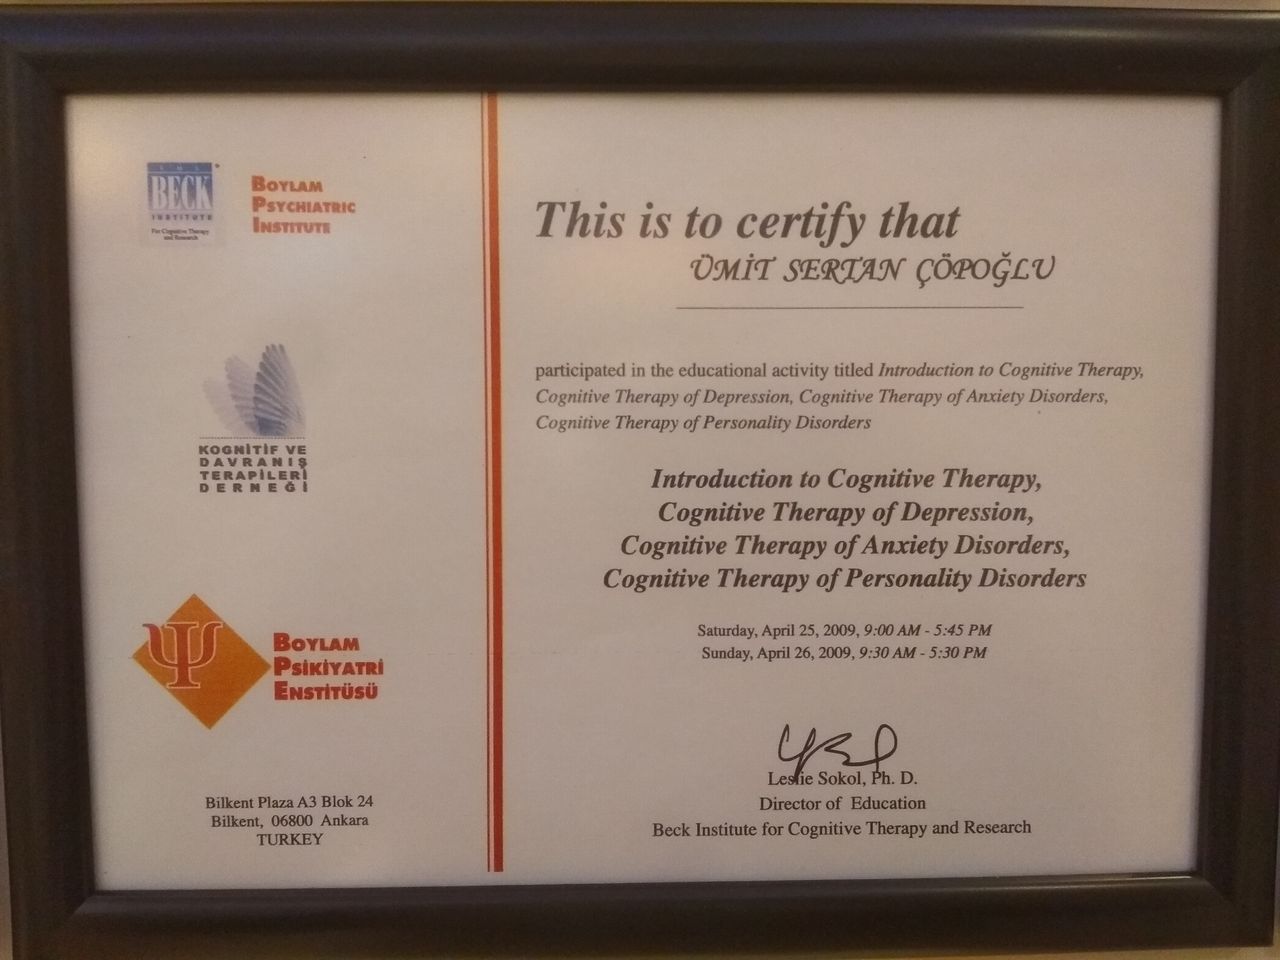 BECK
INSTITUTE
For Cognitive Therapy
and Research
BOYLAM
PSYCHIATRIC
INSTITUTE
KOGNİTİF VE
DAVRANIŞ
TERAPİLERİ
DERNEĞİ
BOYLAM
PSİKİYATRİ
ENSTİTÜSÜ
Bilkent Plaza A3 Blok 24
Bilkent, 06800 Ankara
TURKEY
This is to certify that
ÜMİT SERTAN ÇÖPOĞLU
participated in the educational activity titled Introduction to Cognitive Therapy,
Cognitive Therapy of Depression, Cognitive Therapy of Anxiety Disorders,
Cognitive Therapy of Personality Disorders
Introduction to Cognitive Therapy,
Cognitive Therapy of Depression,
Cognitive Therapy of Anxiety Disorders,
Cognitive Therapy of Personality Disorders
Saturday, April 25, 2009, 9:00 AM - 5:45 PM
Sunday, April 26, 2009, 9:30 AM - 5:30 PM
Leslie Sokol, Ph. D.
Director of Education
Beck Institute for Cognitive Therapy and Research